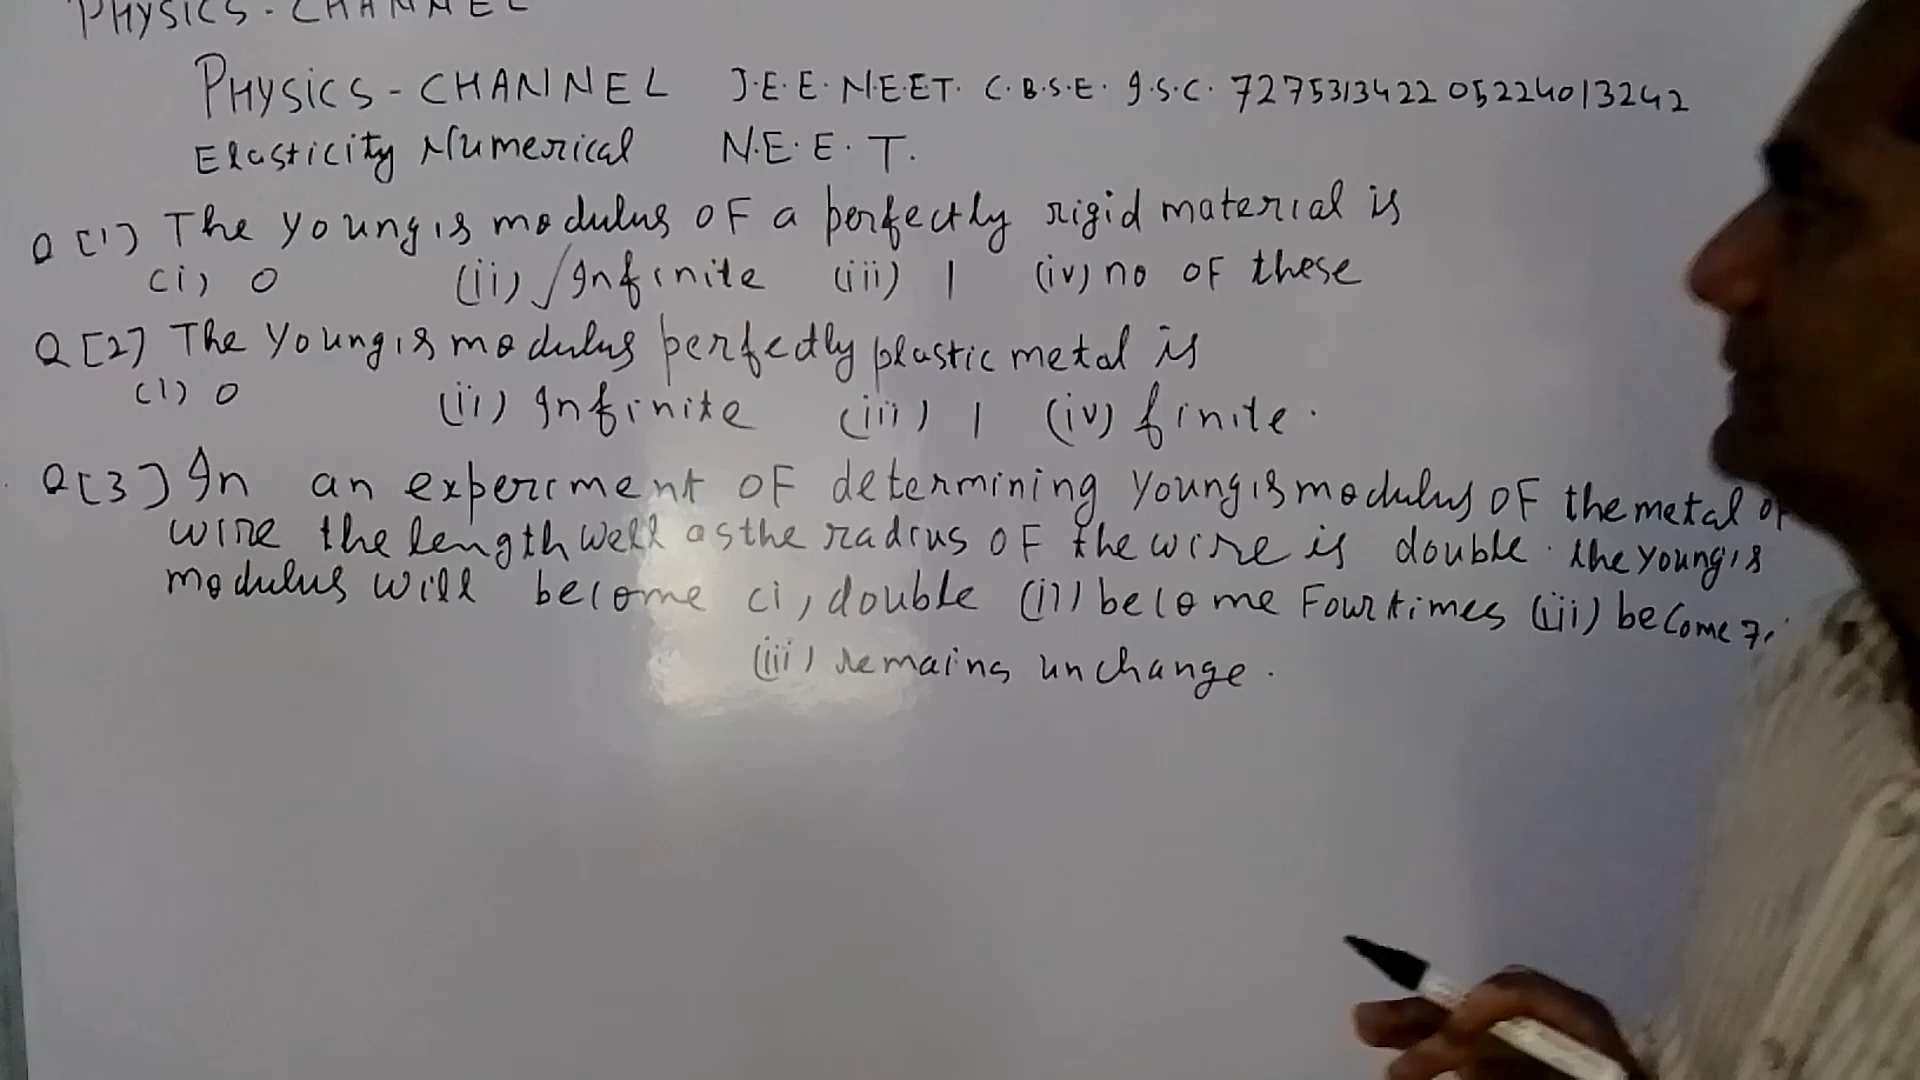 PHYSICS - CHANNEL
PHYSICS - CHANNEL J.E.E. N.E.E.T. C.B.S.E. I.S.C. 7275313422 05224013242
Elasticity Numerical N.E.E.T.
Q [1] The Young's modulus of a perfectly rigid material is
(i) 0 (ii) √Infinite (iii) 1 (iv) no of these
Q [2] The Young's modulus perfectly plastic metal is
(i) 0 (ii) Infinite (iii) 1 (iv) finite.
Q [3] In an experiment of determining Young's modulus of the metal of
wire the length well as the radius of the wire is double. the Young's
modulus will become (i) double (ii) become Four times (iii) become
(iii) remains unchange.